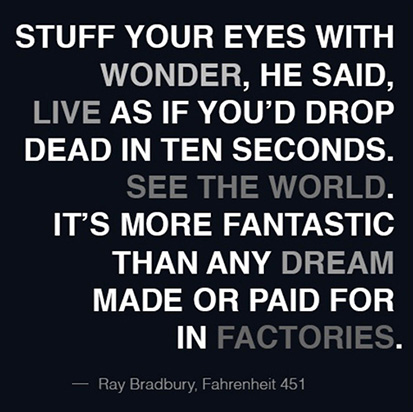 STUFF YOUR EYES WITH
WONDER, HE SAID,
LIVE AS IF YOU'D DROP
DEAD IN TEN SECONDS.
SEE THE WORLD.
IT'S MORE FANTASTIC
THAN ANY DREAM
MADE OR PAID FOR
IN FACTORIES.
— Ray Bradbury, Fahrenheit 451